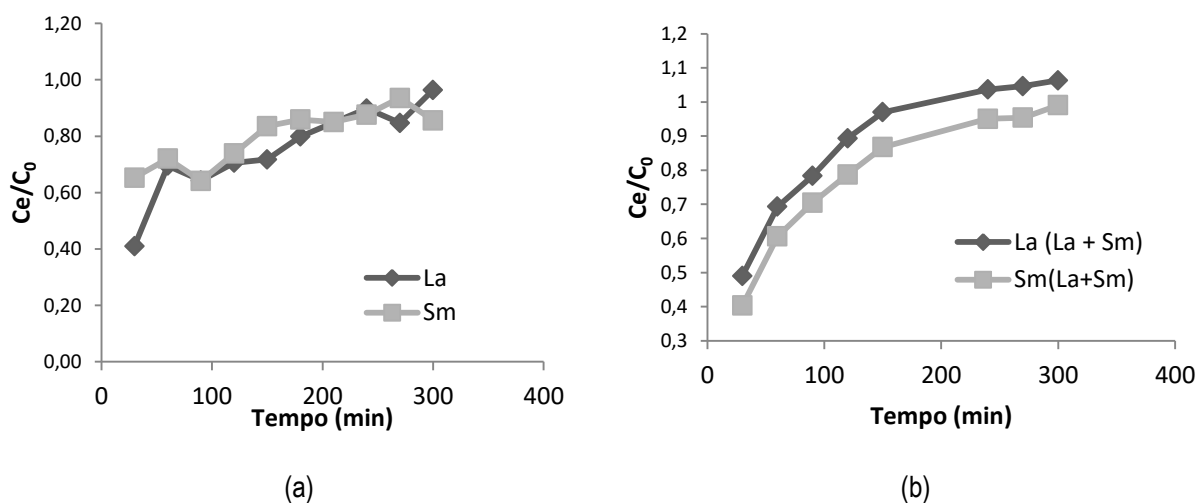 1,20
1,00
0,80
0,60
0,40
0,20
0,00
Ce/C₀
0 100 200 300 400
Tempo (min)
La
Sm
(a)
1,2
1,1
1
0,9
0,8
0,7
0,6
0,5
0,4
0,3
Ce/C₀
0 100 200 300 400
Tempo (min)
La (La + Sm)
Sm(La+Sm)
(b)